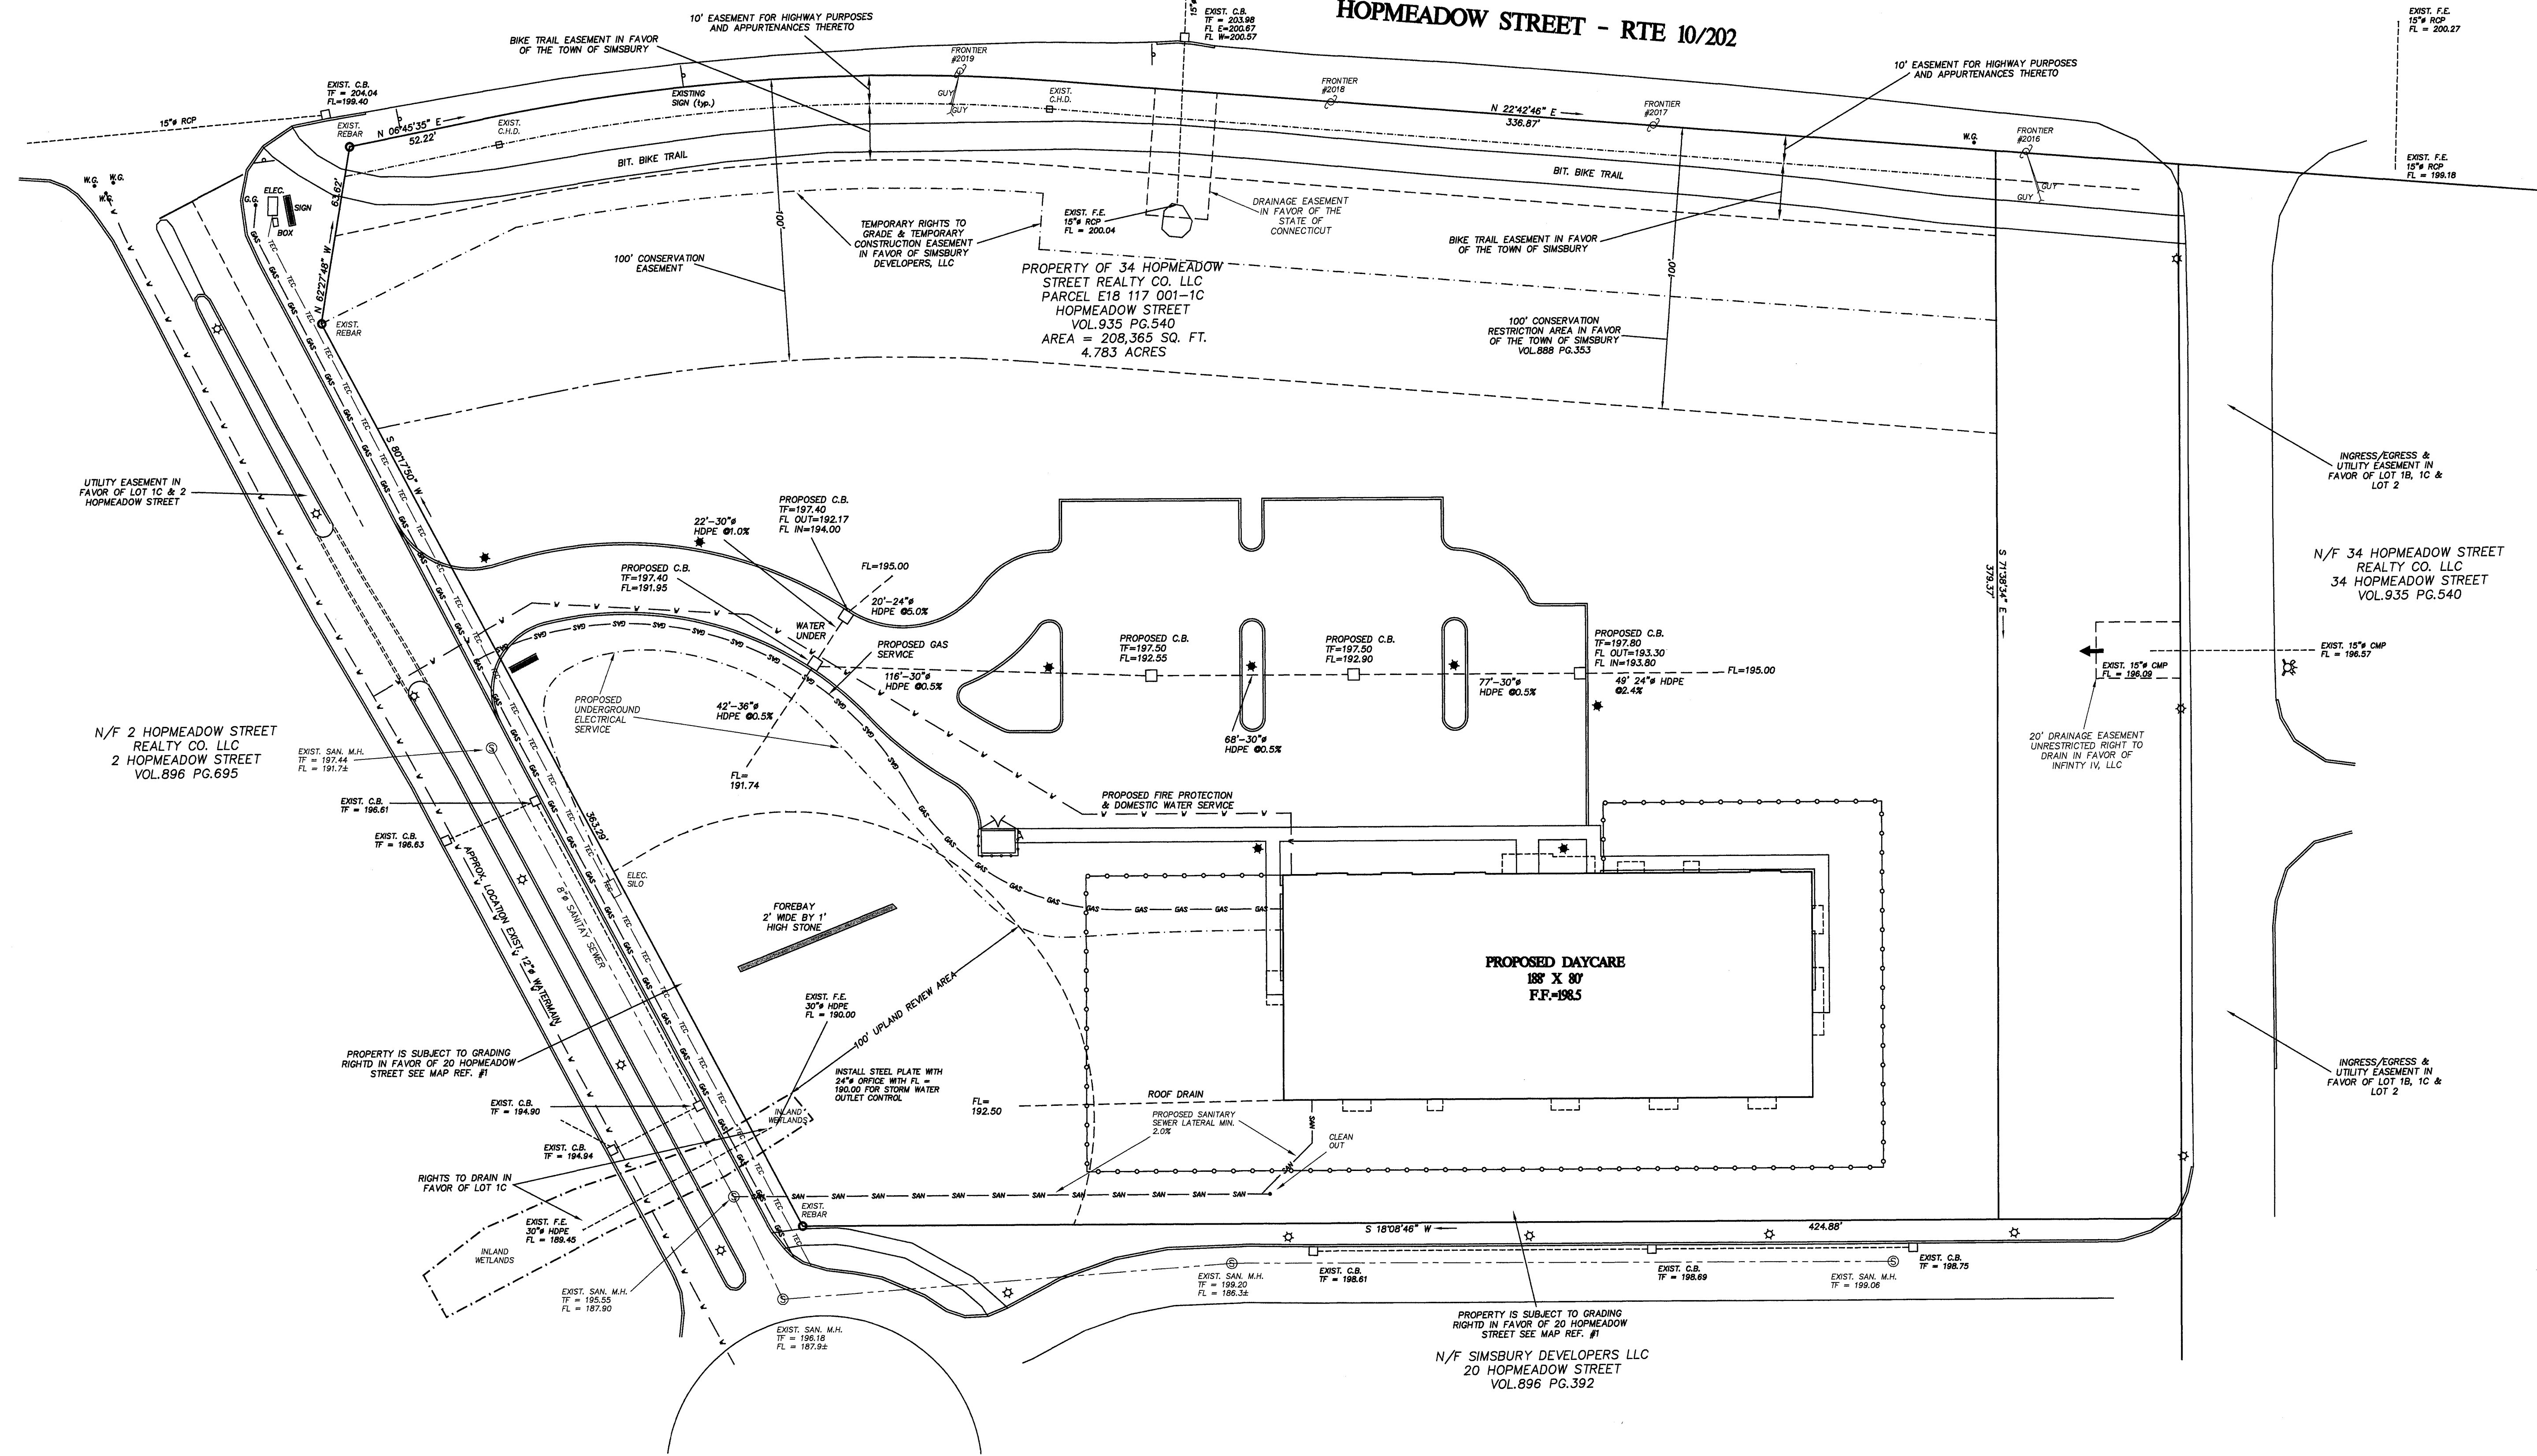 HOPMEADOW STREET - RTE 10/202
15"ø
EXIST. C.B.
TF = 203.98
FL E=200.67
FL W=200.57
EXIST. F.E.
15"ø RCP
FL = 200.27
10' EASEMENT FOR HIGHWAY PURPOSES
AND APPURTENANCES THERETO
BIKE TRAIL EASEMENT IN FAVOR
OF THE TOWN OF SIMSBURY
FRONTIER
#2019
GUY
GUY
EXISTING
SIGN (typ.)
EXIST.
C.H.D.
FRONTIER
#2018
N 22°42'46" E
336.87'
FRONTIER
#2017
10' EASEMENT FOR HIGHWAY PURPOSES
AND APPURTENANCES THERETO
W.G.
FRONTIER
#2016
GUY
GUY
EXIST. F.E.
15"ø RCP
FL = 199.18
EXIST. C.B.
TF = 204.04
FL=199.40
15"ø RCP
EXIST.
REBAR
N 06°45'35" E
52.22'
EXIST.
C.H.D.
BIT. BIKE TRAIL
BIT. BIKE TRAIL
W.G.
W.G.
W.G.
G.G.
ELEC.
SIGN
BOX
63.62'
N 62°27'48" W
EXIST.
REBAR
100'
TEMPORARY RIGHTS TO
GRADE & TEMPORARY
CONSTRUCTION EASEMENT
IN FAVOR OF SIMSBURY
DEVELOPERS, LLC
EXIST. F.E.
15"ø RCP
FL = 200.04
DRAINAGE EASEMENT
IN FAVOR OF THE
STATE OF
CONNECTICUT
BIKE TRAIL EASEMENT IN FAVOR
OF THE TOWN OF SIMSBURY
100' CONSERVATION
EASEMENT
PROPERTY OF 34 HOPMEADOW
STREET REALTY CO. LLC
PARCEL E18 117 001-1C
HOPMEADOW STREET
VOL.935 PG.540
AREA = 208,365 SQ. FT.
4.783 ACRES
100'
100' CONSERVATION
RESTRICTION AREA IN FAVOR
OF THE TOWN OF SIMSBURY
VOL.888 PG.353
S 80°17'50" W
UTILITY EASEMENT IN
FAVOR OF LOT 1C & 2
HOPMEADOW STREET
INGRESS/EGRESS &
UTILITY EASEMENT IN
FAVOR OF LOT 1B, 1C &
LOT 2
PROPOSED C.B.
TF=197.40
FL OUT=192.17
FL IN=194.00
22'-30"ø
HDPE @1.0%
PROPOSED C.B.
TF=197.40
FL=191.95
FL=195.00
20'-24"ø
HDPE @5.0%
WATER
UNDER
PROPOSED GAS
SERVICE
116'-30"ø
HDPE @0.5%
PROPOSED C.B.
TF=197.50
FL=192.55
PROPOSED C.B.
TF=197.50
FL=192.90
PROPOSED C.B.
TF=197.80
FL OUT=193.30
FL IN=193.80
FL=195.00
77'-30"ø
HDPE @0.5%
49' 24"ø HDPE
@2.4%
68'-30"ø
HDPE @0.5%
S 71°38'34" E
379.37'
N/F 34 HOPMEADOW STREET
REALTY CO. LLC
34 HOPMEADOW STREET
VOL.935 PG.540
EXIST. 15"ø CMP
FL = 196.57
EXIST. 15"ø CMP
FL = 196.09
20' DRAINAGE EASEMENT
UNRESTRICTED RIGHT TO
DRAIN IN FAVOR OF
INFINTY IV, LLC
PROPOSED
UNDERGROUND
ELECTRICAL
SERVICE
42'-36"ø
HDPE @0.5%
FL=
191.74
N/F 2 HOPMEADOW STREET
REALTY CO. LLC
2 HOPMEADOW STREET
VOL.896 PG.695
EXIST. SAN. M.H.
TF = 197.44
FL = 191.7±
EXIST. C.B.
TF = 196.61
EXIST. C.B.
TF = 196.63
363.29'
PROPOSED FIRE PROTECTION
& DOMESTIC WATER SERVICE
ELEC.
SILO
8"ø SANITAY SEWER
APPROX. LOCATION EXIST. 12"ø WATERMAIN
FOREBAY
2' WIDE BY 1'
HIGH STONE
PROPOSED DAYCARE
188' X 80'
F.F.=198.5
EXIST. F.E.
30"ø HDPE
FL = 190.00
100' UPLAND REVIEW AREA
PROPERTY IS SUBJECT TO GRADING
RIGHTD IN FAVOR OF 20 HOPMEADOW
STREET SEE MAP REF. #1
INSTALL STEEL PLATE WITH
24"ø ORFICE WITH FL =
190.00 FOR STORM WATER
OUTLET CONTROL
INGRESS/EGRESS &
UTILITY EASEMENT IN
FAVOR OF LOT 1B, 1C &
LOT 2
EXIST. C.B.
TF = 194.90
INLAND
WETLANDS
FL=
192.50
ROOF DRAIN
PROPOSED SANITARY
SEWER LATERAL MIN.
2.0%
CLEAN
OUT
EXIST. C.B.
TF = 194.94
RIGHTS TO DRAIN IN
FAVOR OF LOT 1C
EXIST. F.E.
30"ø HDPE
FL = 189.45
INLAND
WETLANDS
EXIST.
REBAR
SAN SAN SAN SAN SAN SAN SAN SAN SAN SAN SAN SAN
S 18°08'46" W
424.88'
EXIST. SAN. M.H.
TF = 195.55
FL = 187.90
EXIST. SAN. M.H.
TF = 196.18
FL = 187.9±
EXIST. SAN. M.H.
TF = 199.20
FL = 186.3±
EXIST. C.B.
TF = 198.61
EXIST. C.B.
TF = 198.69
EXIST. SAN. M.H.
TF = 199.06
EXIST. C.B.
TF = 198.75
PROPERTY IS SUBJECT TO GRADING
RIGHTD IN FAVOR OF 20 HOPMEADOW
STREET SEE MAP REF. #1
N/F SIMSBURY DEVELOPERS LLC
20 HOPMEADOW STREET
VOL.896 PG.392